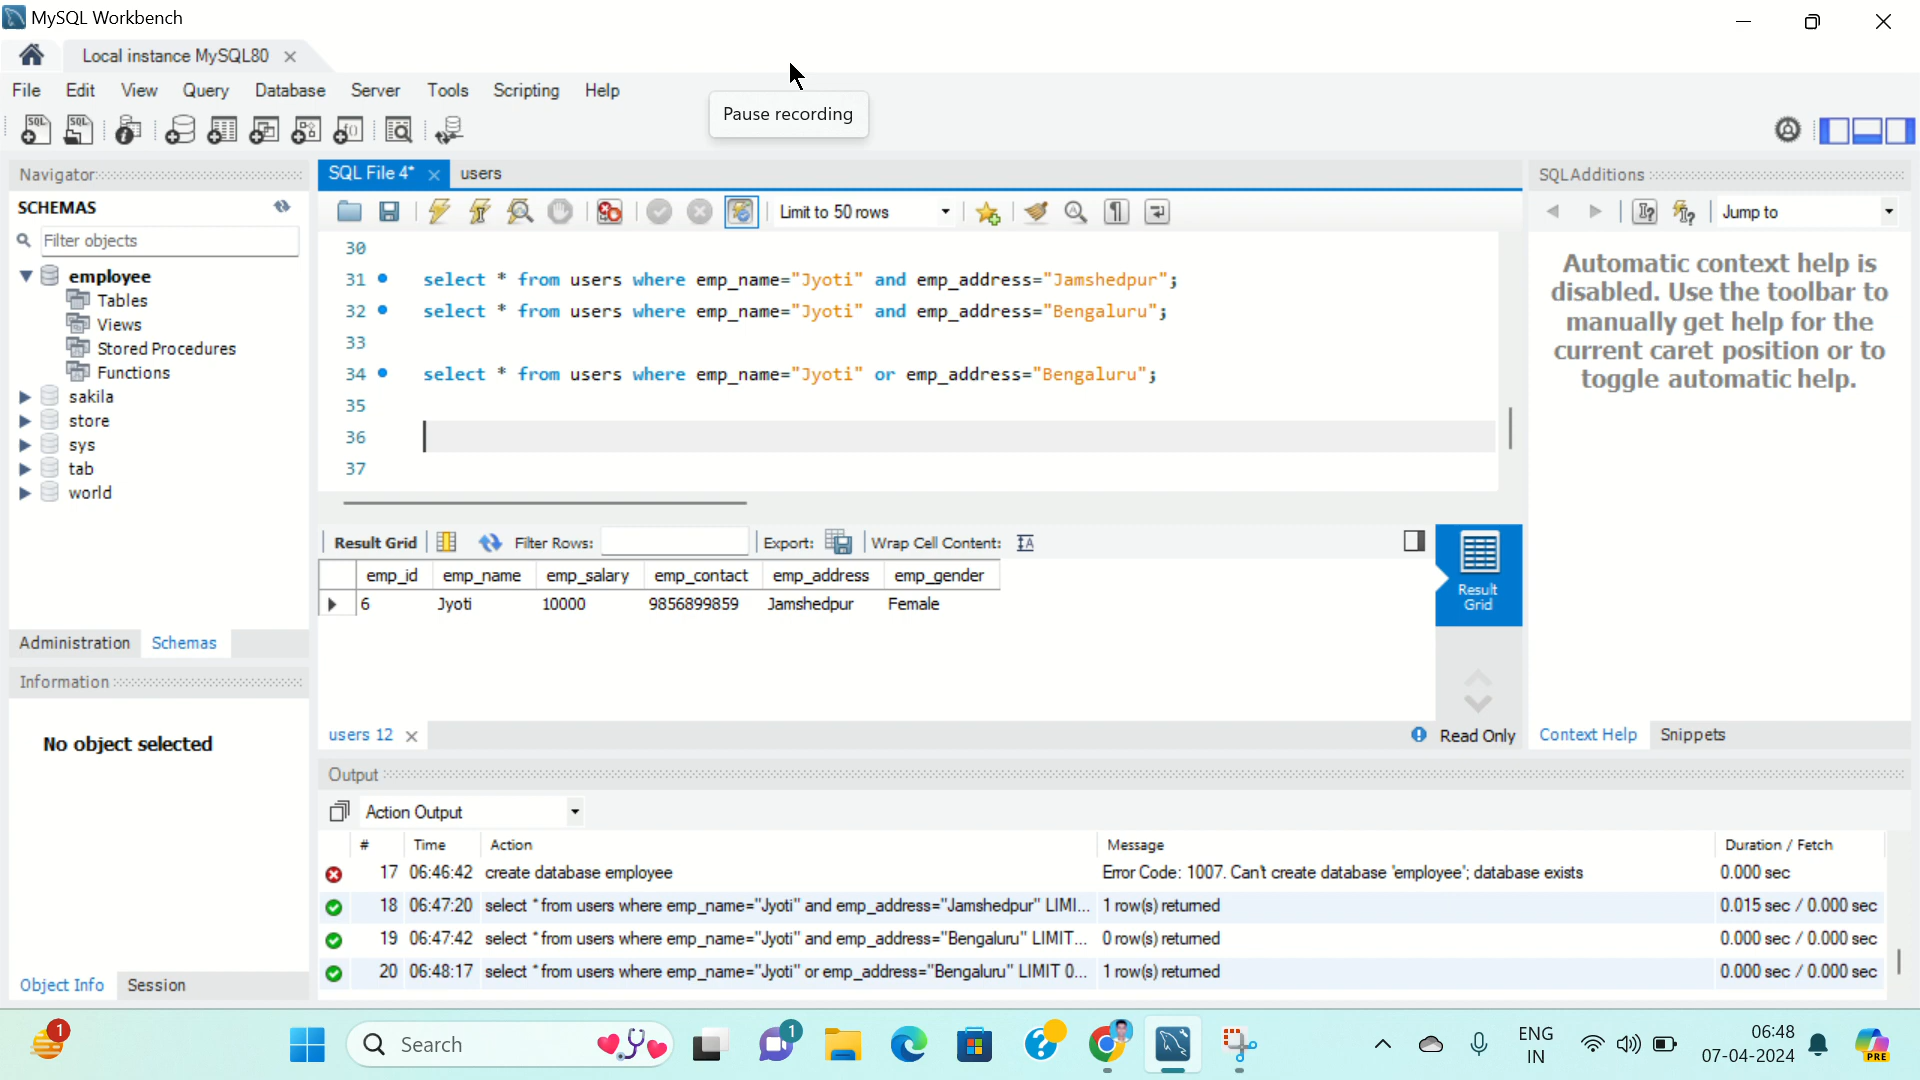 MySQL Workbench
Local instance MySQL80
File Edit View Query Database Server Tools Scripting Help
Pause recording
Navigator
SCHEMAS
Filter objects
employee
Tables
Views
Stored Procedures
Functions
sakila
store
sys
tab
world
Administration Schemas
Information
No object selected
Object Info Session
SQL File 4* users
Limit to 50 rows
30
31 select * from users where emp_name="Jyoti" and emp_address="Jamshedpur";
32 select * from users where emp_name="Jyoti" and emp_address="Bengaluru";
33
34 select * from users where emp_name="Jyoti" or emp_address="Bengaluru";
35
36
37
Result Grid Filter Rows: Export: Wrap Cell Content:
emp_id emp_name emp_salary emp_contact emp_address emp_gender
6 Jyoti 10000 9856899859 Jamshedpur Female
Result
Grid
users 12 Read Only
SQLAdditions
Jump to
Automatic context help is
disabled. Use the toolbar to
manually get help for the
current caret position or to
toggle automatic help.
Context Help Snippets
Output
Action Output
# Time Action Message Duration / Fetch
17 06:46:42 create database employee Error Code: 1007. Can't create database 'employee'; database exists 0.000 sec
18 06:47:20 select * from users where emp_name="Jyoti" and emp_address="Jamshedpur" LIMI... 1 row(s) returned 0.015 sec / 0.000 sec
19 06:47:42 select * from users where emp_name="Jyoti" and emp_address="Bengaluru" LIMIT... 0 row(s) returned 0.000 sec / 0.000 sec
20 06:48:17 select * from users where emp_name="Jyoti" or emp_address="Bengaluru" LIMIT 0... 1 row(s) returned 0.000 sec / 0.000 sec
1
Search
1
ENG
IN
06:48
07-04-2024
PRE